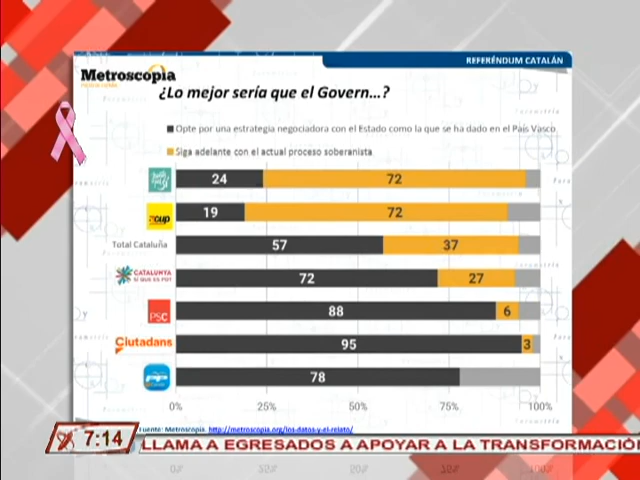 REFERÉNDUM CATALÁN
Metroscopia
¿Lo mejor sería que el Govern...?
Opte por una estrategia negociadora con el Estado como la que se ha dado en el País Vasco
Siga adelante con el actual proceso soberanista
24 72
cup 19 72
Total Cataluña 57 37
CATALUNYA SÍ QUE ES POT 72 27
PSC 88 6
Ciutadans 95 3
78
0% 25% 50% 75% 100%
Fuente: Metroscopia. http://metroscopia.org/los-datos-y-el-relato/
7:14 LLAMA A EGRESADOS A APOYAR A LA TRANSFORMACIÓN